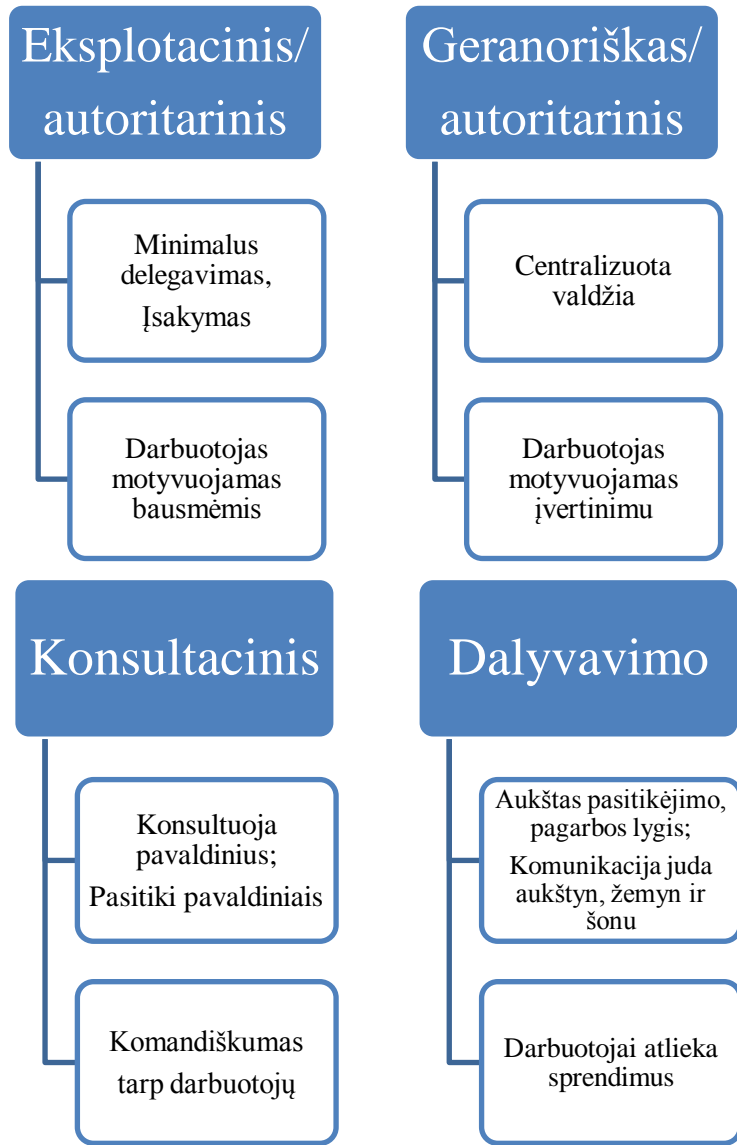 Eksplotacinis/
autoritarinis
Minimalus
delegavimas,
Įsakymas
Darbuotojas
motyvuojamas
bausmėmis
Geranoriškas/
autoritarinis
Centralizuota
valdžia
Darbuotojas
motyvuojamas
įvertinimu
Konsultacinis
Konsultuoja
pavaldinius;
Pasitiki pavaldiniais
Komandiškumas
tarp darbuotojų
Dalyvavimo
Aukštas pasitikėjimo,
pagarbos lygis;
Komunikacija juda
aukštyn, žemyn ir
šonu
Darbuotojai atlieka
sprendimus